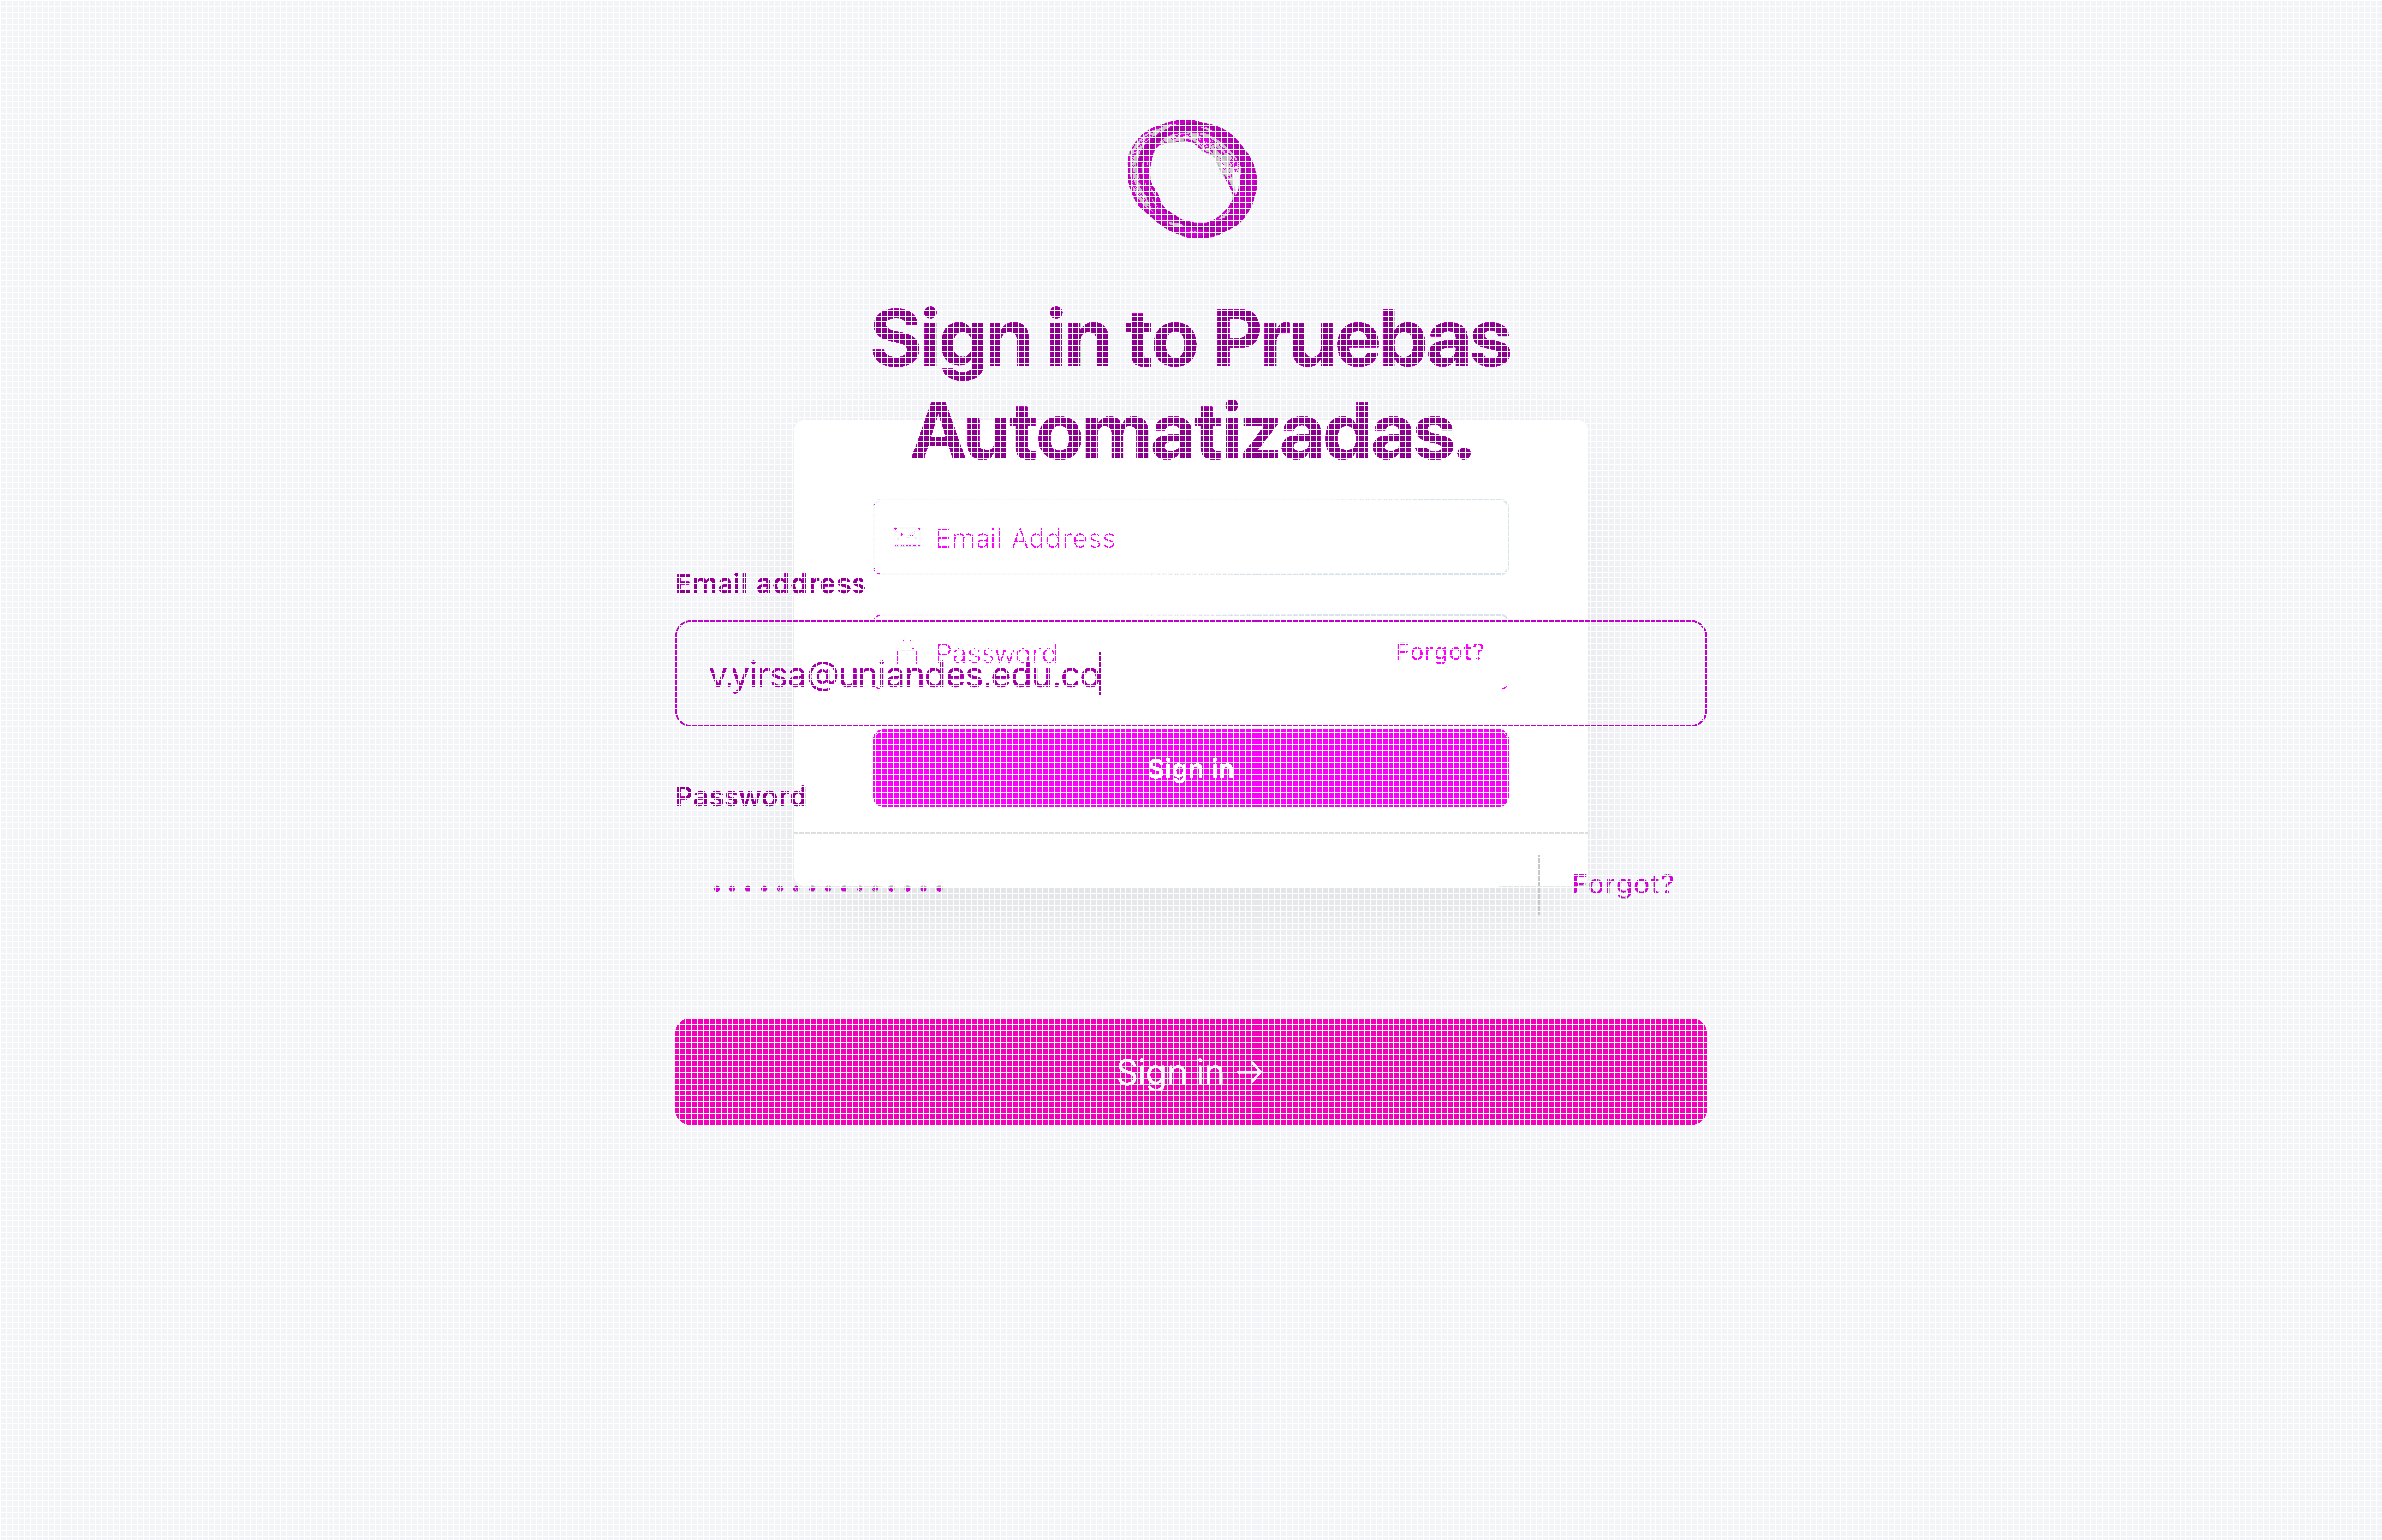 Sign in to Pruebas
Automatizadas.
Email Address
Email address
Password
Forgot?
v.yirsa@uniandes.edu.co
Sign in
Password
Forgot?
Sign in →